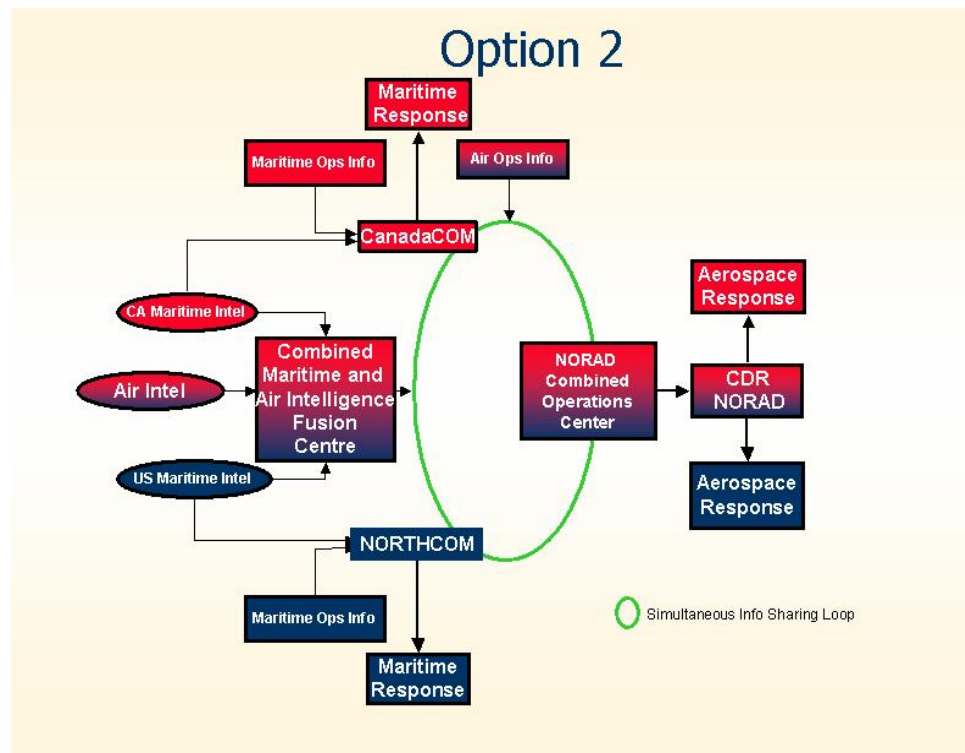 Option 2
Maritime
Response
Maritime Ops Info
Air Ops Info
CanadaCOM
CA Maritime Intel
Air Intel
US Maritime Intel
Combined
Maritime and
Air Intelligence
Fusion
Centre
NORAD
Combined
Operations
Center
Aerospace
Response
CDR
NORAD
Aerospace
Response
NORTHCOM
Maritime Ops Info
Maritime
Response
Simultaneous Info Sharing Loop